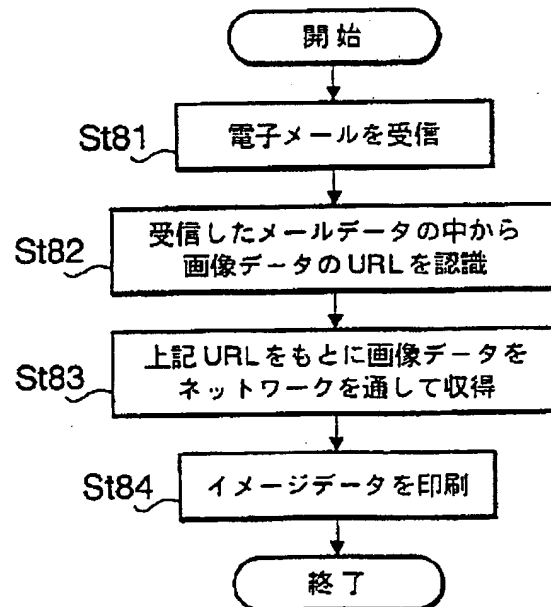 開始
St81
電子メールを受信
St82
受信したメールデータの中から
画像データのURLを認識
St83
上記URLをもとに画像データを
ネットワークを通して収得
St84
イメージデータを印刷
終了